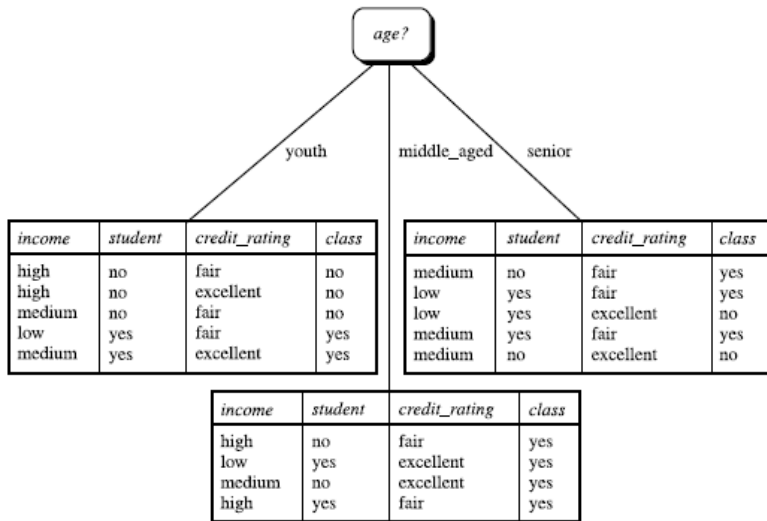 age?
youth
middle_aged
senior
income student credit_rating class
high no fair no
high no excellent no
medium no fair no
low yes fair yes
medium yes excellent yes
income student credit_rating class
medium no fair yes
low yes fair yes
low yes excellent no
medium yes fair yes
medium no excellent no
income student credit_rating class
high no fair yes
low yes excellent yes
medium no excellent yes
high yes fair yes